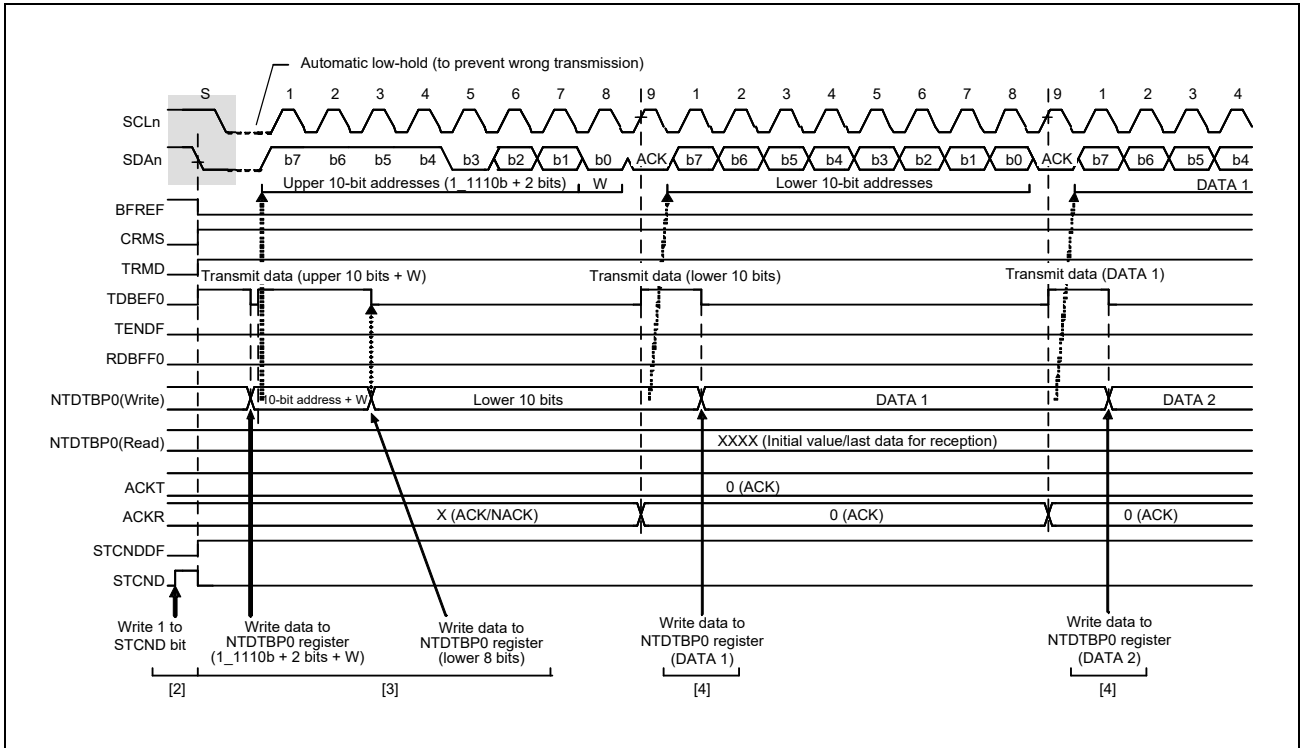 Automatic low-hold (to prevent wrong transmission)
S 1 2 3 4 5 6 7 8 9 1 2 3 4 5 6 7 8 9 1 2 3 4
SCLn
SDAn b7 b6 b5 b4 b3 b2 b1 b0 ACK b7 b6 b5 b4 b3 b2 b1 b0 ACK b7 b6 b5 b4
Upper 10-bit addresses (1_1110b + 2 bits) W Lower 10-bit addresses DATA 1
BFREF
CRMS
TRMD
Transmit data (upper 10 bits + W) Transmit data (lower 10 bits) Transmit data (DATA 1)
TDBEF0
TENDF
RDBFF0
NTDTBP0(Write) 10-bit address + W Lower 10 bits DATA 1 DATA 2
NTDTBP0(Read) XXXX (Initial value/last data for reception)
ACKT 0 (ACK)
ACKR X (ACK/NACK) 0 (ACK) 0 (ACK)
STCNDDF
STCND
Write 1 to
STCND bit
Write data to
NTDTBP0 register
(1_1110b + 2 bits + W)
Write data to
NTDTBP0 register
(lower 8 bits)
Write data to
NTDTBP0 register
(DATA 1)
Write data to
NTDTBP0 register
(DATA 2)
[2] [3] [4] [4]